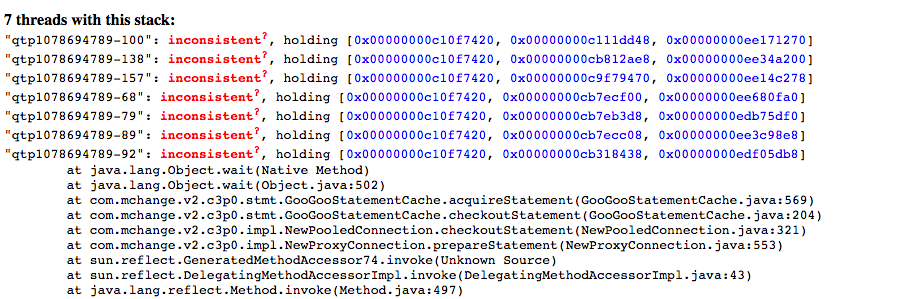 7 threads with this stack:
"qtp1078694789-100": inconsistent?, holding [0x00000000c10f7420, 0x00000000c111dd48, 0x00000000ee171270]
"qtp1078694789-138": inconsistent?, holding [0x00000000c10f7420, 0x00000000cb812ae8, 0x00000000ee34a200]
"qtp1078694789-157": inconsistent?, holding [0x00000000c10f7420, 0x00000000c9f79470, 0x00000000ee14c278]
"qtp1078694789-68": inconsistent?, holding [0x00000000c10f7420, 0x00000000cb7ecf00, 0x00000000ee680fa0]
"qtp1078694789-79": inconsistent?, holding [0x00000000c10f7420, 0x00000000cb7eb3d8, 0x00000000edb75df0]
"qtp1078694789-89": inconsistent?, holding [0x00000000c10f7420, 0x00000000cb7ecc08, 0x00000000ee3c98e8]
"qtp1078694789-92": inconsistent?, holding [0x00000000c10f7420, 0x00000000cb318438, 0x00000000edf05db8]
at java.lang.Object.wait(Native Method)
at java.lang.Object.wait(Object.java:502)
at com.mchange.v2.c3p0.stmt.GooGooStatementCache.acquireStatement(GooGooStatementCache.java:569)
at com.mchange.v2.c3p0.stmt.GooGooStatementCache.checkoutStatement(GooGooStatementCache.java:204)
at com.mchange.v2.c3p0.impl.NewPooledConnection.checkoutStatement(NewPooledConnection.java:321)
at com.mchange.v2.c3p0.impl.NewProxyConnection.prepareStatement(NewProxyConnection.java:553)
at sun.reflect.GeneratedMethodAccessor74.invoke(Unknown Source)
at sun.reflect.DelegatingMethodAccessorImpl.invoke(DelegatingMethodAccessorImpl.java:43)
at java.lang.reflect.Method.invoke(Method.java:497)